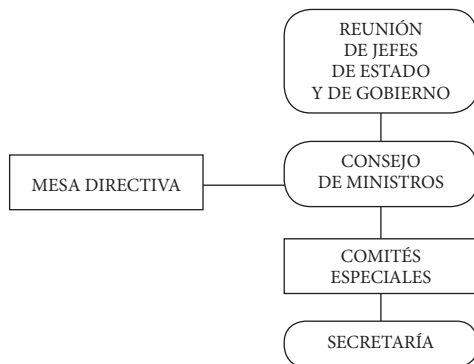 REUNIÓN
DE JEFES
DE ESTADO
Y DE GOBIERNO
MESA DIRECTIVA
CONSEJO
DE MINISTROS
COMITÉS
ESPECIALES
SECRETARÍA